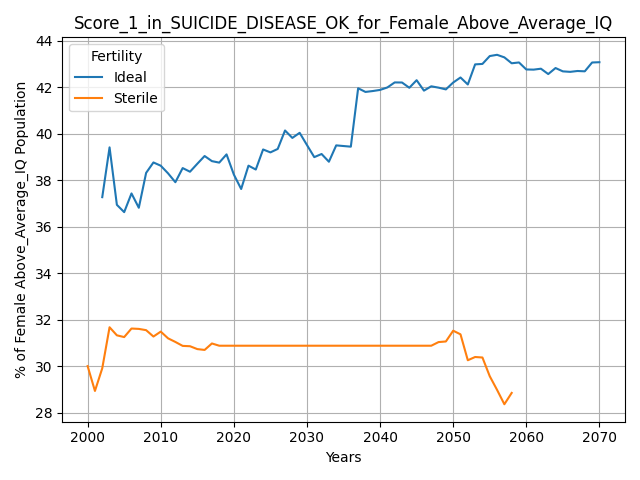 Score_1_in_SUICIDE_DISEASE_OK_for_Female_Above_Average_IQ
% of Female Above_Average_IQ Population
44
42
40
38
36
34
32
30
28
Fertility
Ideal
Sterile
2000 2010 2020 2030 2040 2050 2060 2070
Years